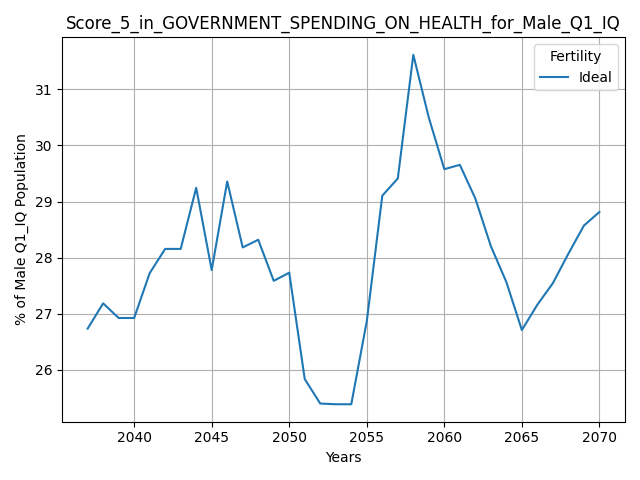 Score_5_in_GOVERNMENT_SPENDING_ON_HEALTH_for_Male_Q1_IQ
Fertility
Ideal
% of Male Q1_IQ Population
31
30
29
28
27
26
2040 2045 2050 2055 2060 2065 2070
Years